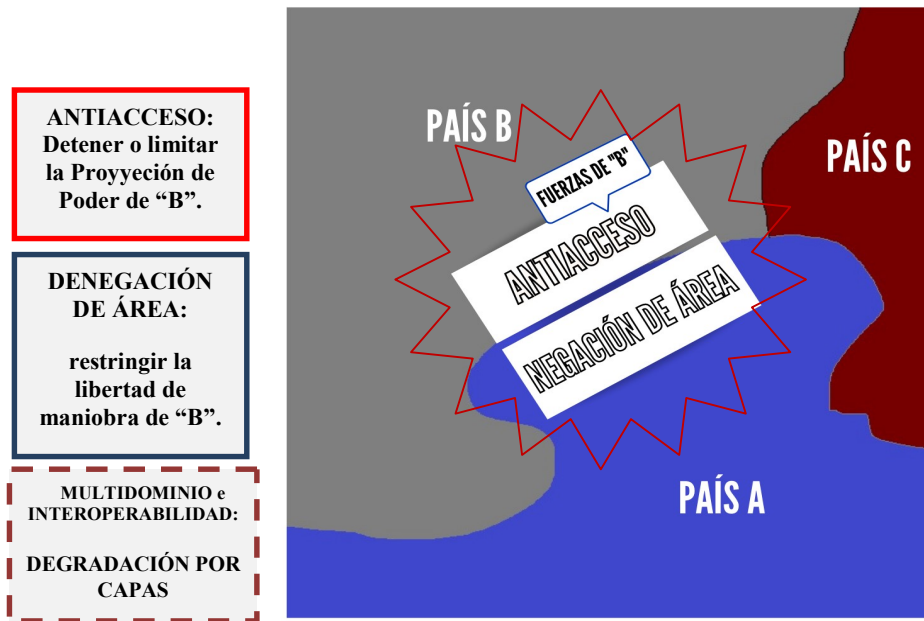 ANTIACCESO:
Detener o limitar
la Proyyeción de
Poder de “B”.
DENEGACIÓN
DE ÁREA:
restringir la
libertad de
maniobra de “B”.
MULTIDOMINIO e
INTEROPERABILIDAD:
DEGRADACIÓN POR
CAPAS
PAÍS B
FUERZAS DE "B"
ANTIACCESO
NEGACIÓN DE ÁREA
PAÍS C
PAÍS A